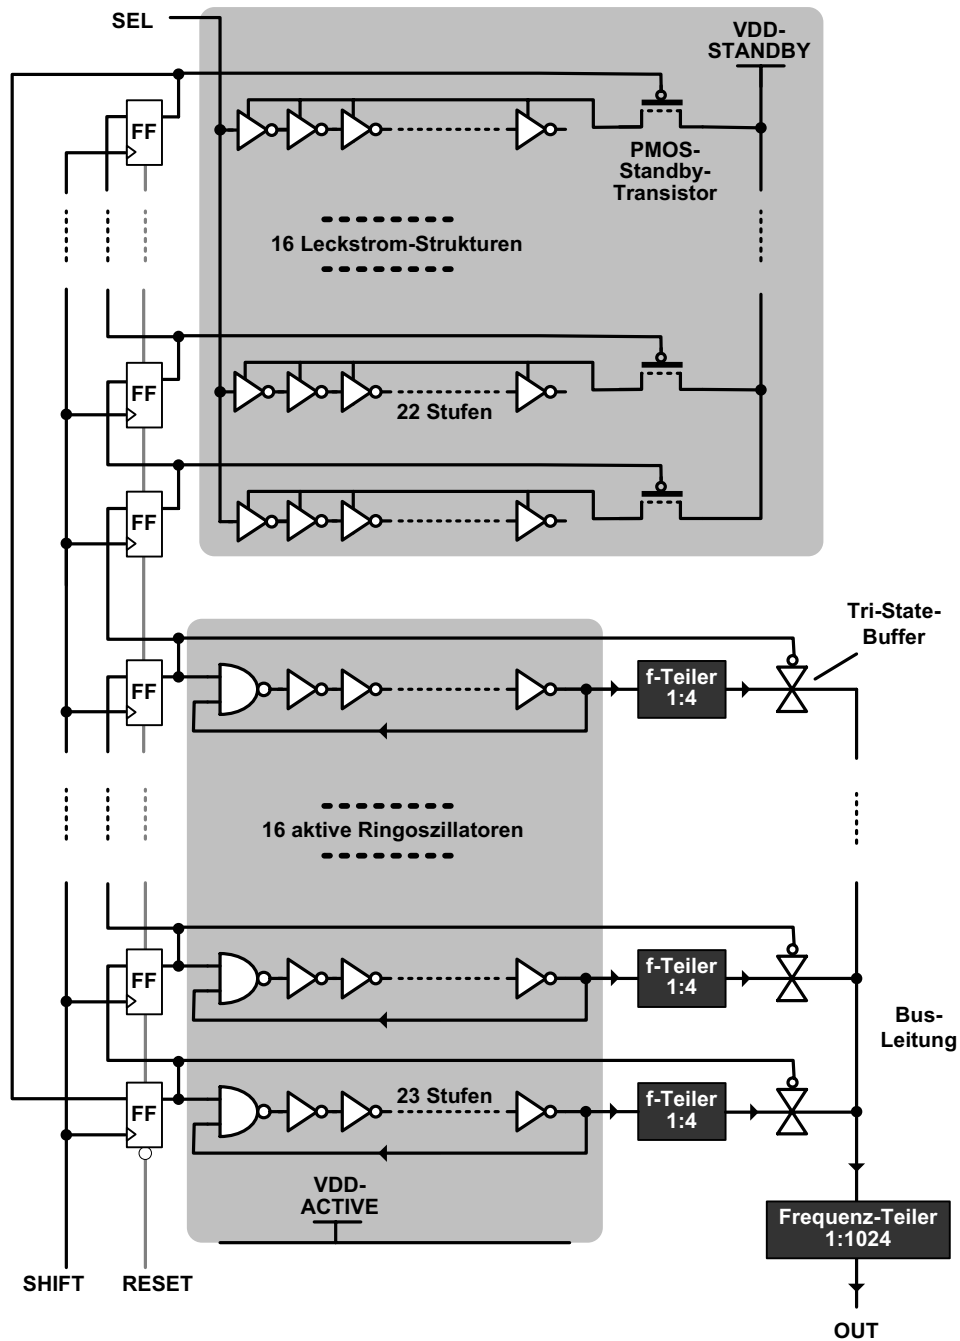 SEL
VDD-
STANDBY
FF
PMOS-
Standby-
Transistor
16 Leckstrom-Strukturen
FF
22 Stufen
FF
Tri-State-
Buffer
FF
f-Teiler
1:4
16 aktive Ringoszillatoren
FF
f-Teiler
1:4
Bus-
Leitung
FF
23 Stufen
f-Teiler
1:4
VDD-
ACTIVE
Frequenz-Teiler
1:1024
SHIFT
RESET
OUT